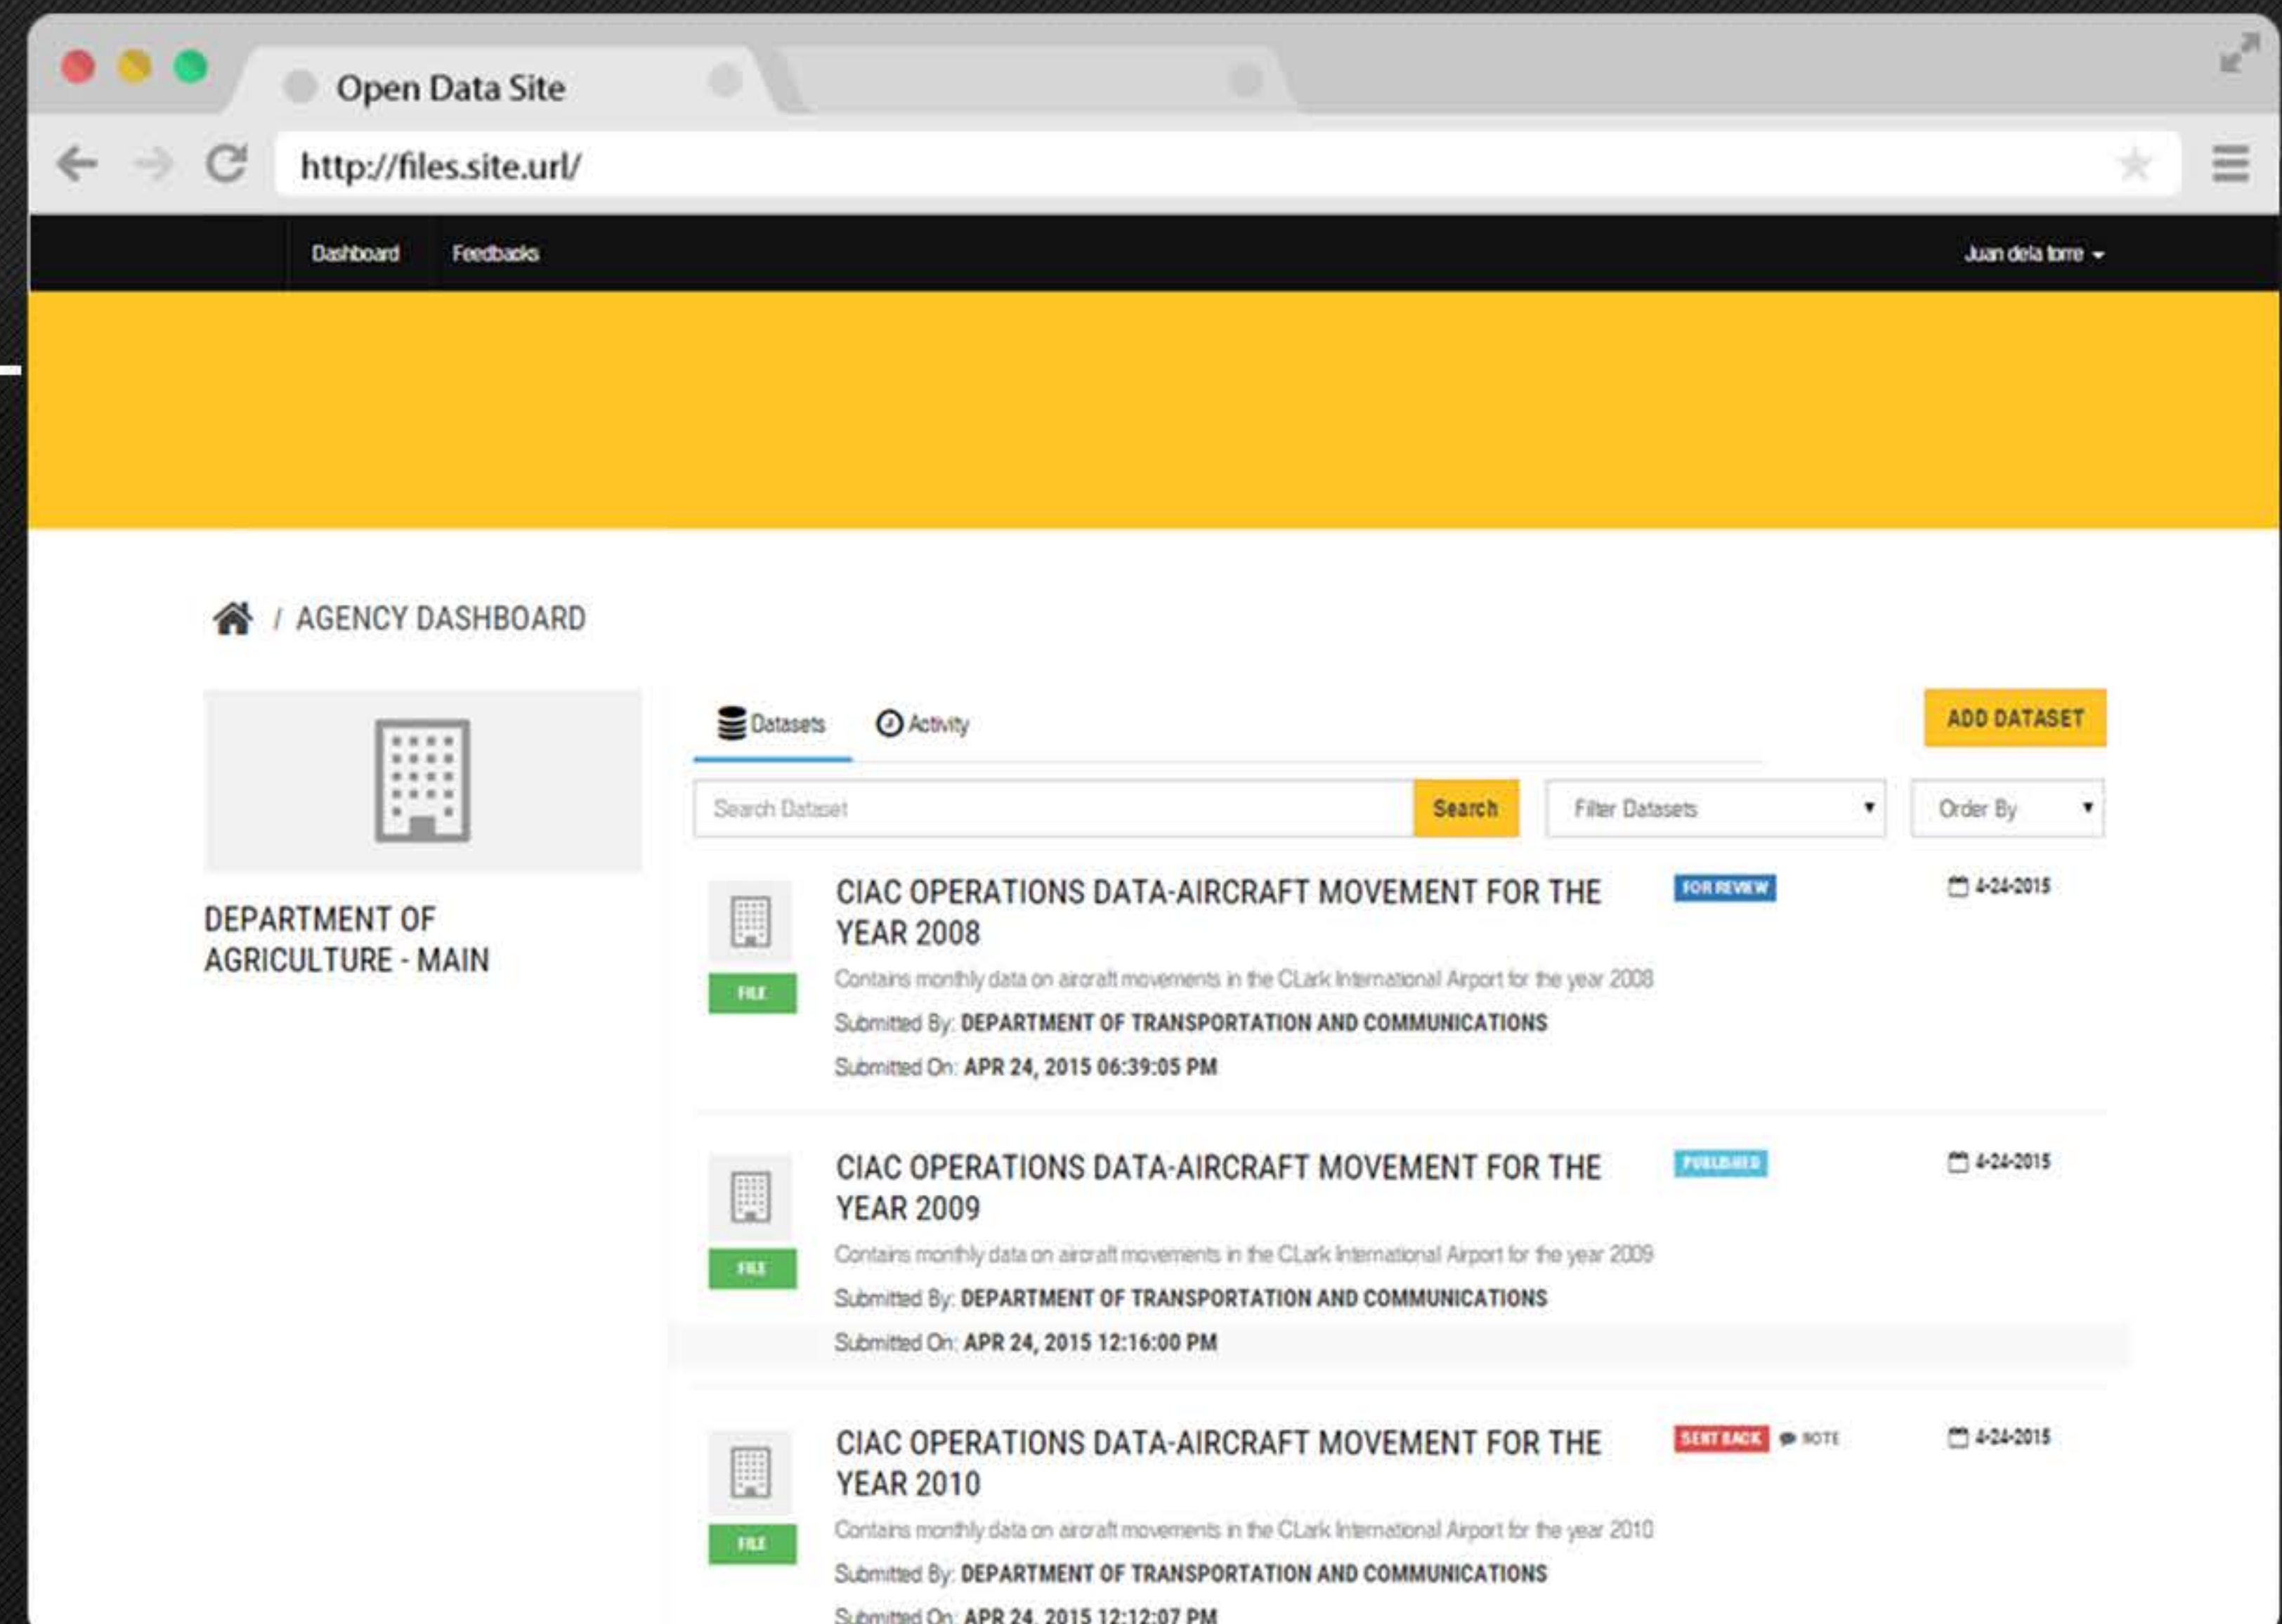 Open Data Site
http://files.site.url/
Dashboard Feedbacks Juan dela torre
/ AGENCY DASHBOARD
DEPARTMENT OF
AGRICULTURE - MAIN
Datasets Activity ADD DATASET
Search Dataset Search Filter Datasets Order By
CIAC OPERATIONS DATA-AIRCRAFT MOVEMENT FOR THE
YEAR 2008
FOR REVIEW 4-24-2015
FILE
Contains monthly data on aircraft movements in the CLark International Airport for the year 2008
Submitted By: DEPARTMENT OF TRANSPORTATION AND COMMUNICATIONS
Submitted On: APR 24, 2015 06:39:05 PM
CIAC OPERATIONS DATA-AIRCRAFT MOVEMENT FOR THE
YEAR 2009
PUBLISHED 4-24-2015
FILE
Contains monthly data on aircraft movements in the CLark International Airport for the year 2009
Submitted By: DEPARTMENT OF TRANSPORTATION AND COMMUNICATIONS
Submitted On: APR 24, 2015 12:16:00 PM
CIAC OPERATIONS DATA-AIRCRAFT MOVEMENT FOR THE
YEAR 2010
SENT BACK NOTE 4-24-2015
FILE
Contains monthly data on aircraft movements in the CLark International Airport for the year 2010
Submitted By: DEPARTMENT OF TRANSPORTATION AND COMMUNICATIONS
Submitted On: APR 24, 2015 12:12:07 PM